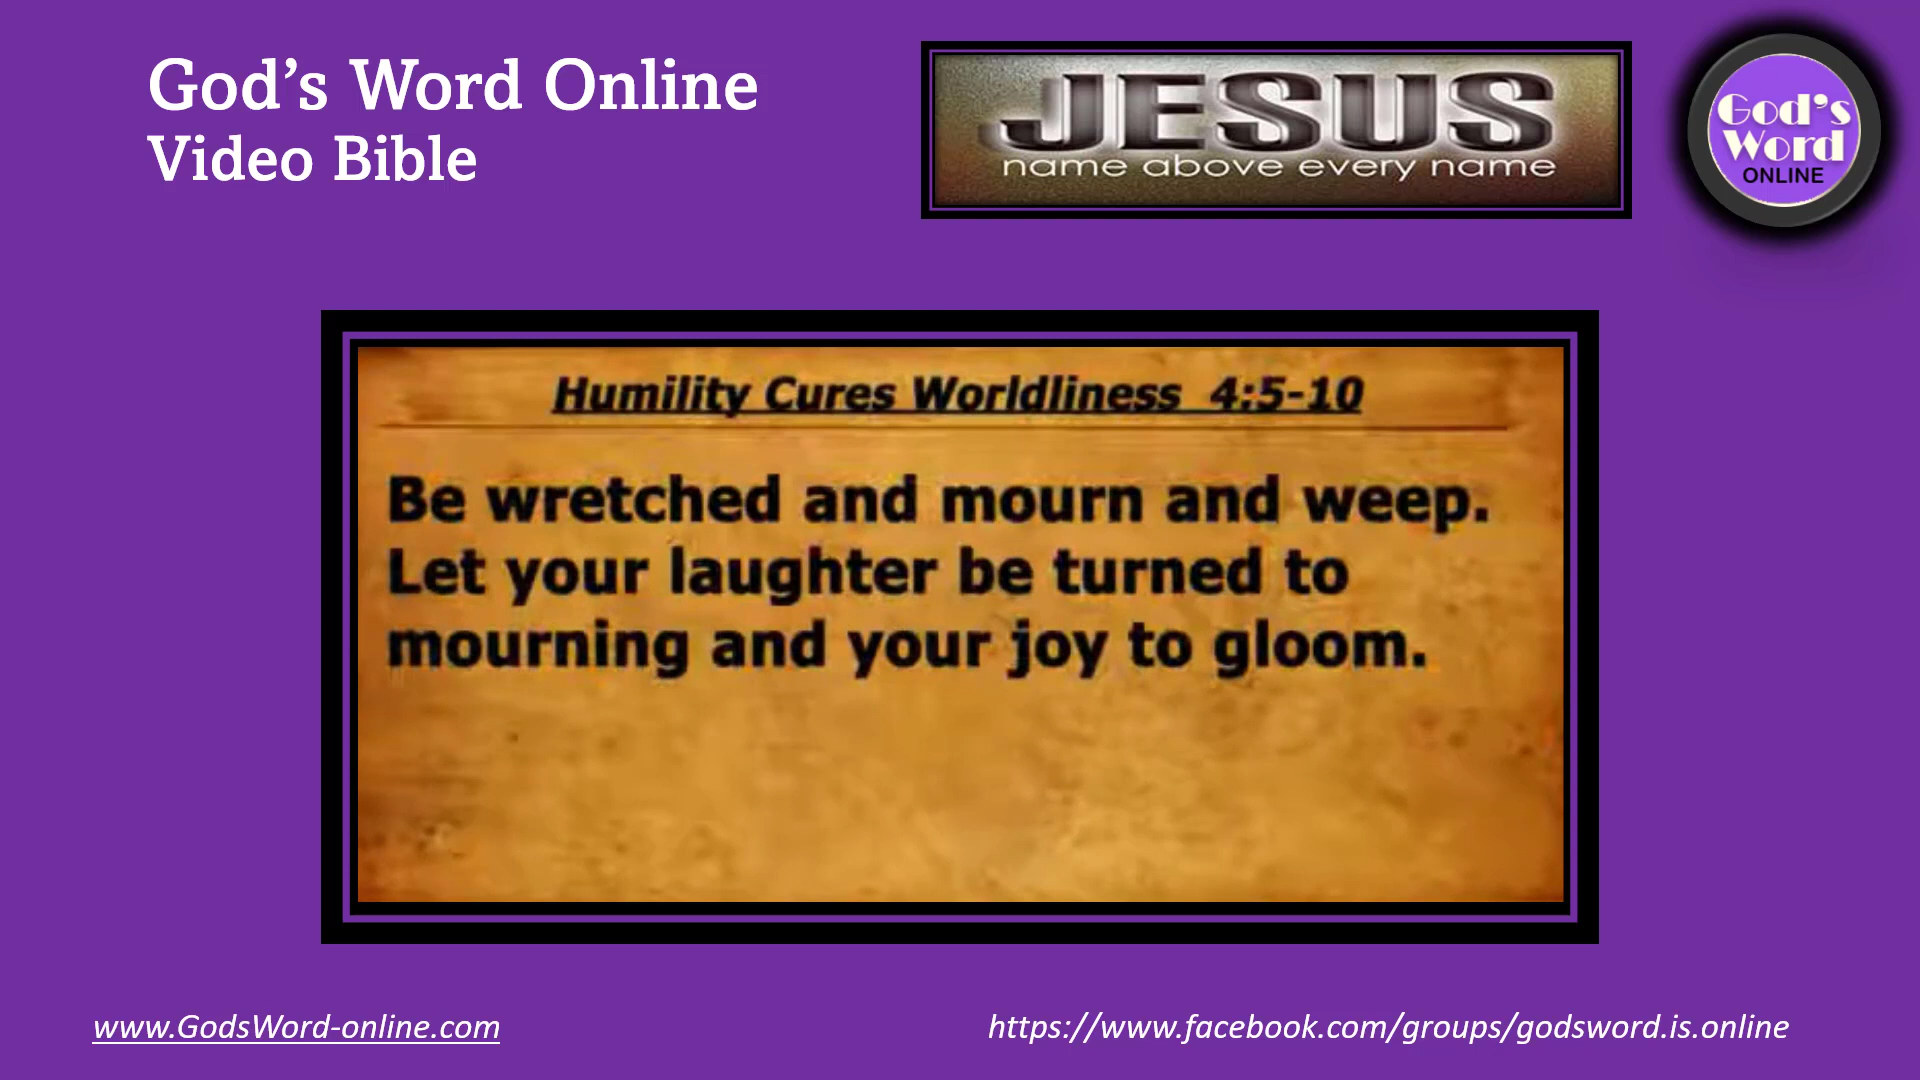 God’s Word Online
Video Bible
JESUS
name above every name
God's
Word
ONLINE
Humility Cures Worldliness 4:5-10
Be wretched and mourn and weep.
Let your laughter be turned to
mourning and your joy to gloom.
www.GodsWord-online.com
https://www.facebook.com/groups/godsword.is.online